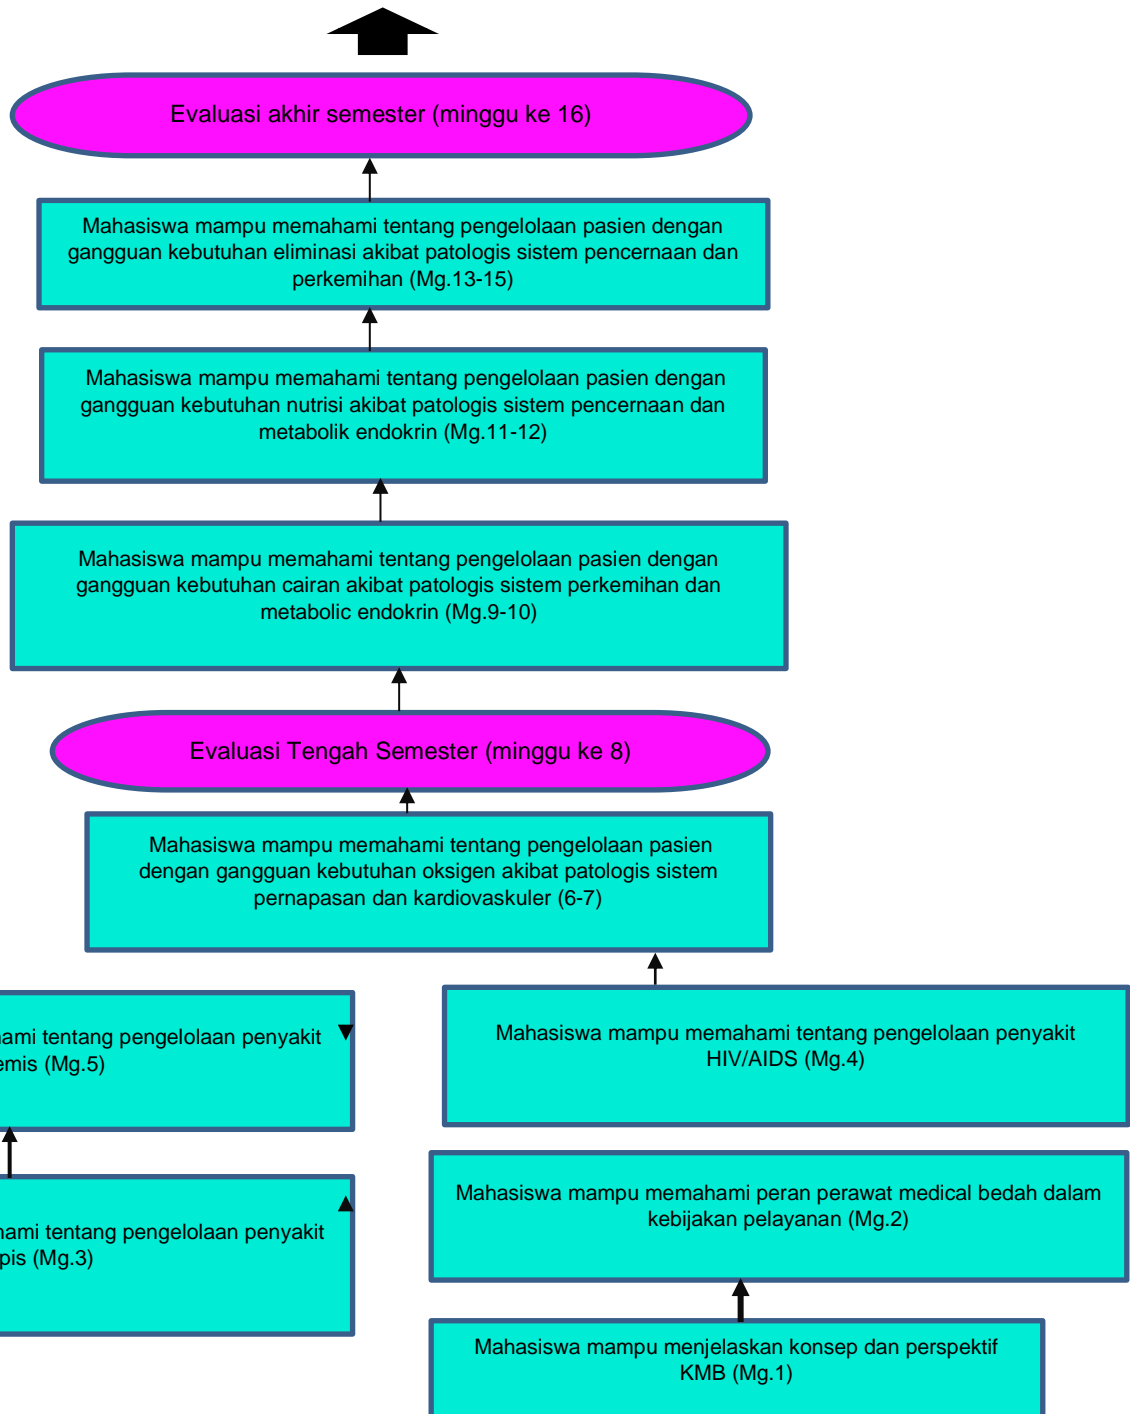 Evaluasi akhir semester (minggu ke 16)
Mahasiswa mampu memahami tentang pengelolaan pasien dengan
gangguan kebutuhan eliminasi akibat patologis sistem pencernaan dan
perkemihan (Mg.13-15)
Mahasiswa mampu memahami tentang pengelolaan pasien dengan
gangguan kebutuhan nutrisi akibat patologis sistem pencernaan dan
metabolik endokrin (Mg.11-12)
Mahasiswa mampu memahami tentang pengelolaan pasien dengan
gangguan kebutuhan cairan akibat patologis sistem perkemihan dan
metabolic endokrin (Mg.9-10)
Evaluasi Tengah Semester (minggu ke 8)
Mahasiswa mampu memahami tentang pengelolaan pasien
dengan gangguan kebutuhan oksigen akibat patologis sistem
pernapasan dan kardiovaskuler (6-7)
tentang pengelolaan penyakit
(Mg.5)
Mahasiswa mampu memahami tentang pengelolaan penyakit
HIV/AIDS (Mg.4)
tentang pengelolaan penyakit
(Mg.3)
Mahasiswa mampu memahami peran perawat medical bedah dalam
kebijakan pelayanan (Mg.2)
Mahasiswa mampu menjelaskan konsep dan perspektif
KMB (Mg.1)